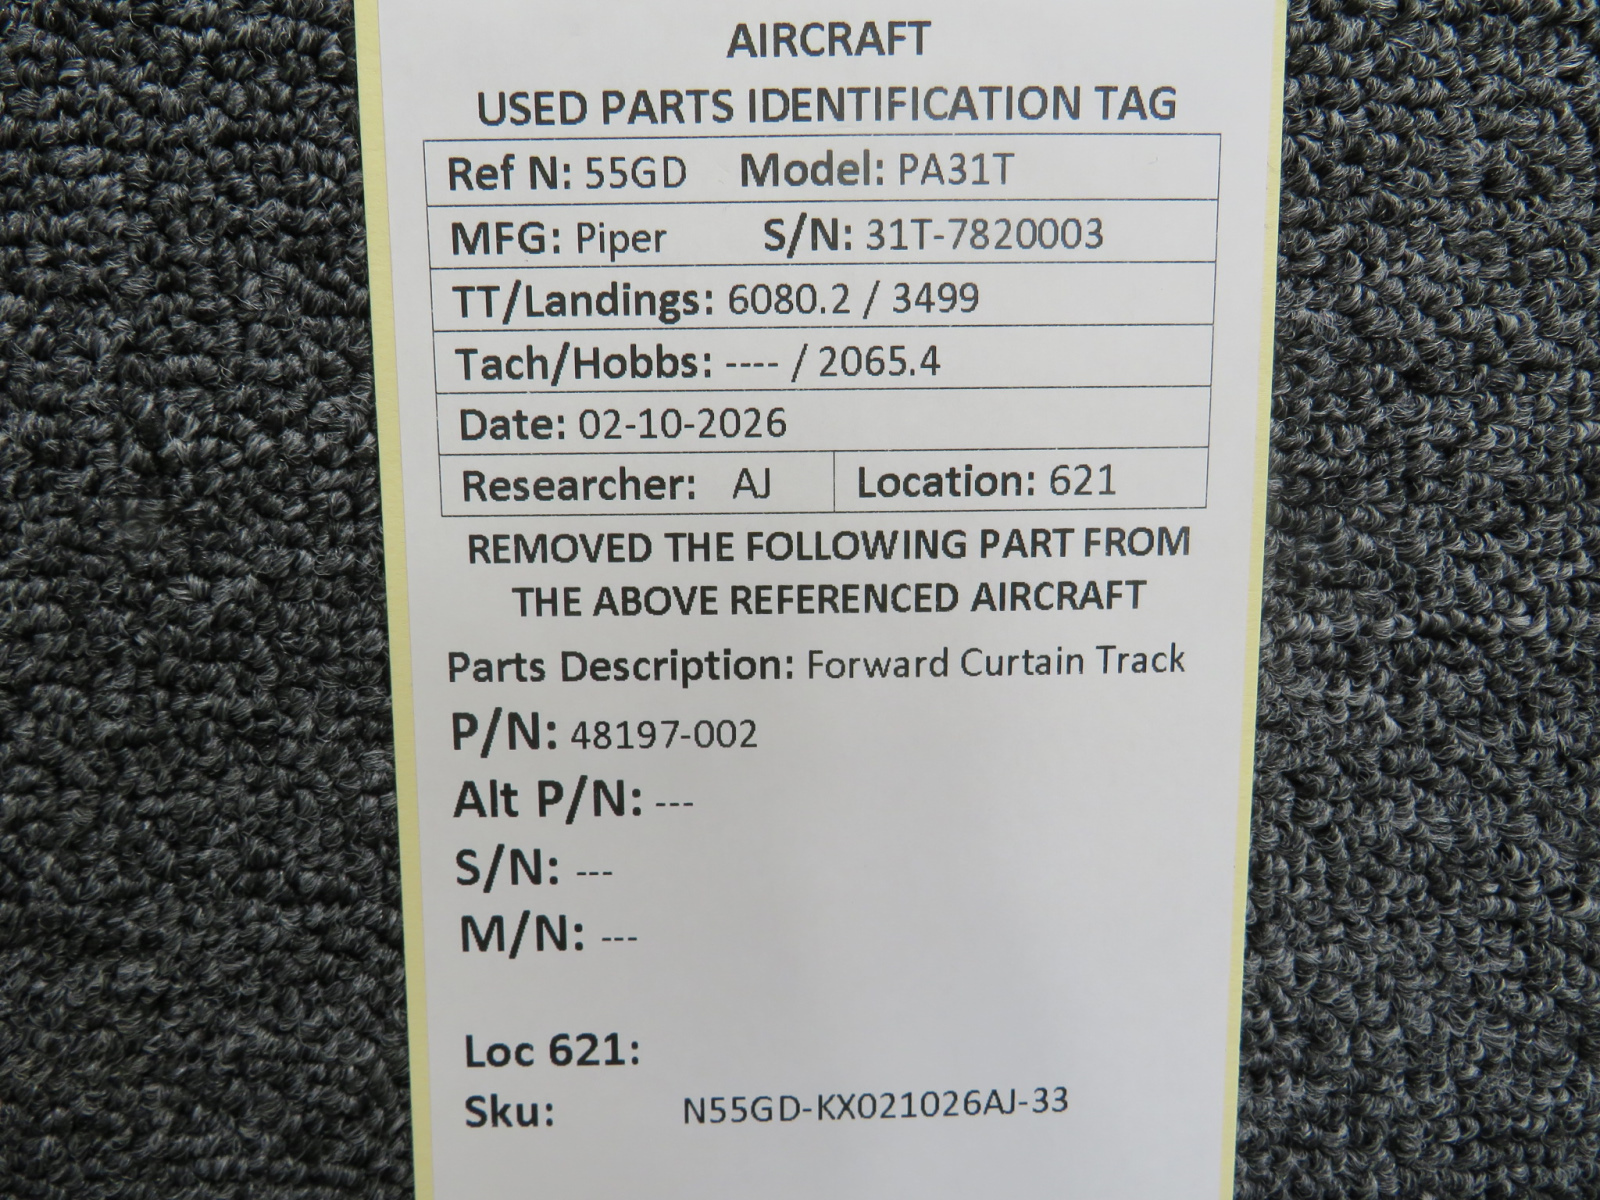 AIRCRAFT
USED PARTS IDENTIFICATION TAG
Ref N: 55GD Model: PA31T
MFG: Piper S/N: 31T-7820003
TT/Landings: 6080.2 / 3499
Tach/Hobbs: ---- / 2065.4
Date: 02-10-2026
Researcher: AJ Location: 621
REMOVED THE FOLLOWING PART FROM
THE ABOVE REFERENCED AIRCRAFT
Parts Description: Forward Curtain Track
P/N: 48197-002
Alt P/N: ---
S/N: ---
M/N: ---
Loc 621:
Sku: N55GD-KX021026AJ-33